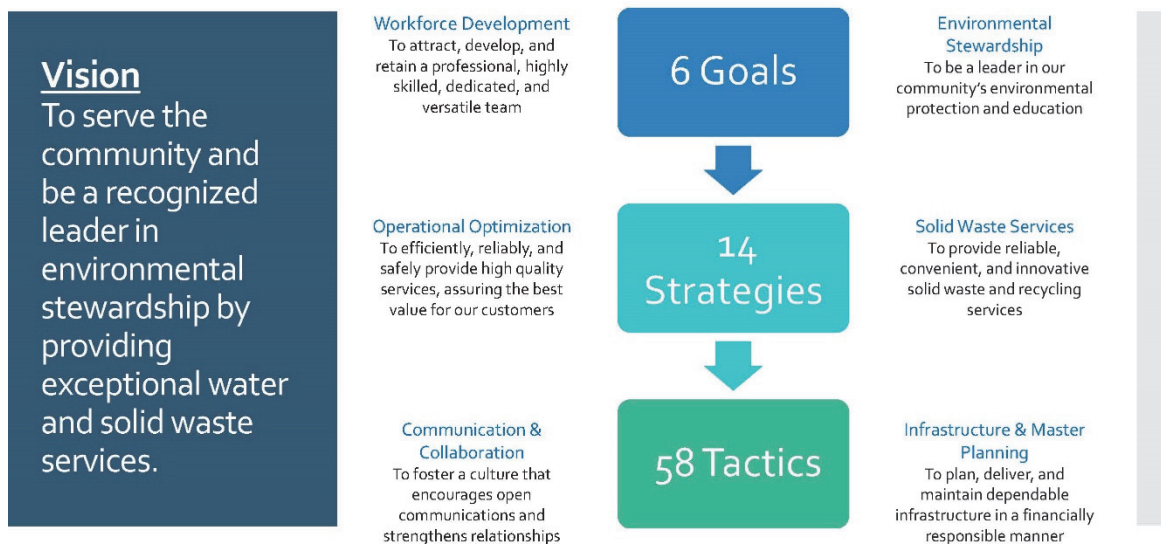 Vision
To serve the
community and
be a recognized
leader in
environmental
stewardship by
providing
exceptional water
and solid waste
services.
Workforce Development
To attract, develop, and
retain a professional, highly
skilled, dedicated, and
versatile team
6 Goals
Environmental
Stewardship
To be a leader in our
community's environmental
protection and education
Operational Optimization
To efficiently, reliably, and
safely provide high quality
services, assuring the best
value for our customers
14
Strategies
Solid Waste Services
To provide reliable,
convenient, and innovative
solid waste and recycling
services
Communication &
Collaboration
To foster a culture that
encourages open
communications and
strengthens relationships
58 Tactics
Infrastructure & Master
Planning
To plan, deliver, and
maintain dependable
infrastructure in a financially
responsible manner